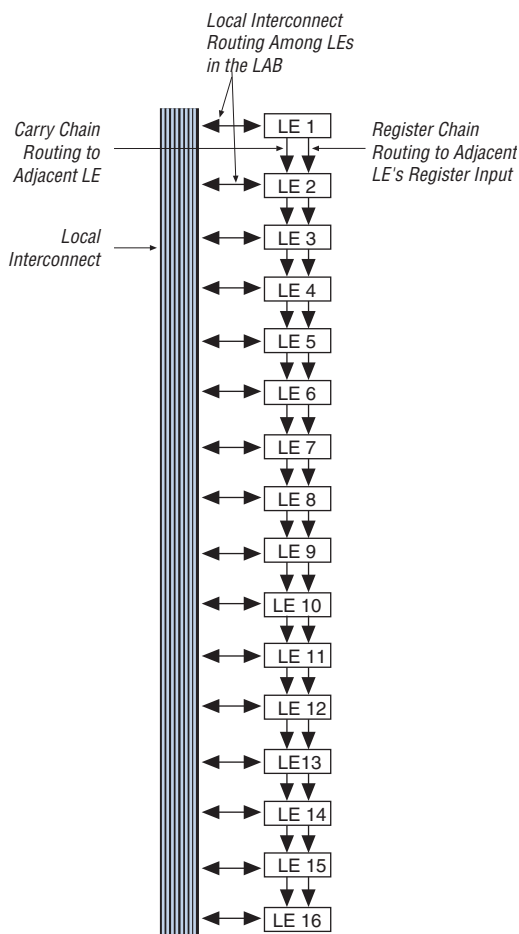 Local Interconnect
Routing Among LEs
in the LAB
Carry Chain
Routing to
Adjacent LE
Register Chain
Routing to Adjacent
LE's Register Input
Local
Interconnect
LE 1
LE 2
LE 3
LE 4
LE 5
LE 6
LE 7
LE 8
LE 9
LE 10
LE 11
LE 12
LE13
LE 14
LE 15
LE 16